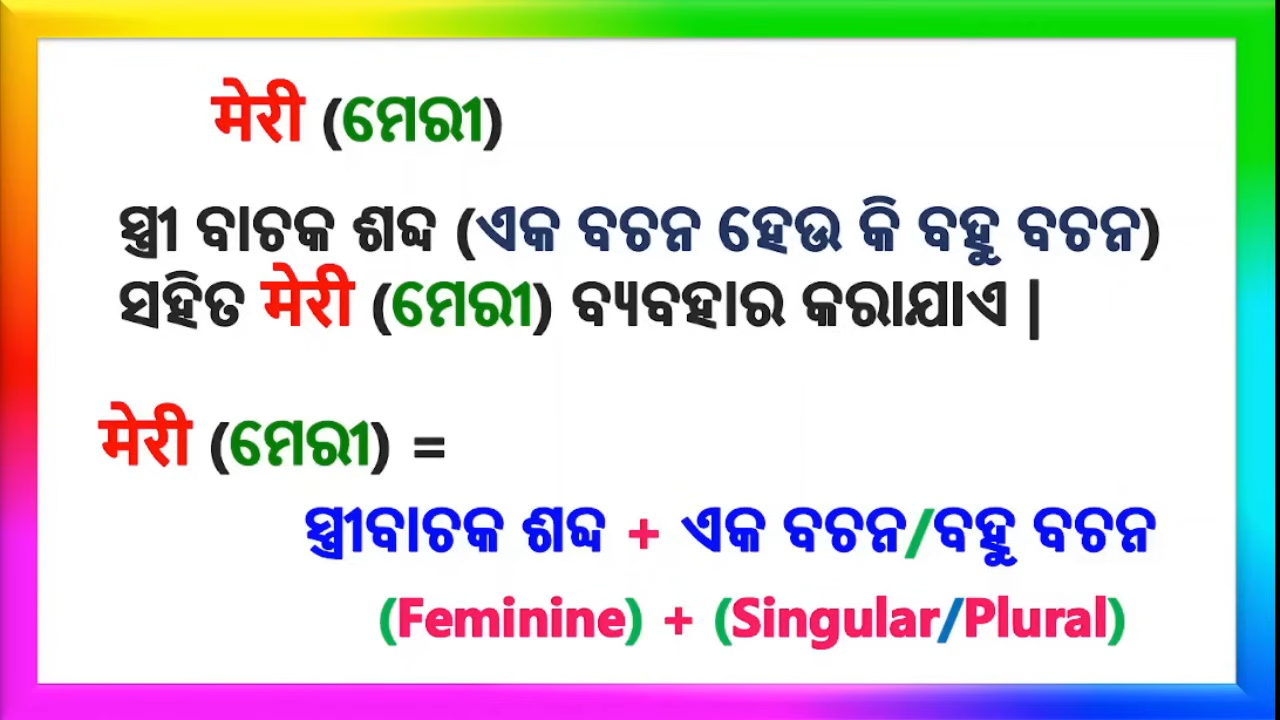 मेरी (ମେରୀ)
ସ୍ତ୍ରୀ ବାଚକ ଶବ୍ଦ (ଏକ ବଚନ ହେଉ କି ବହୁ ବଚନ)
ସହିତ मेरी (ମେରୀ) ବ୍ୟବହାର କରାଯାଏ |
मेरी (ମେରୀ) =
ସ୍ତ୍ରୀବାଚକ ଶବ୍ଦ + ଏକ ବଚନ/ବହୁ ବଚନ
(Feminine) + (Singular/Plural)